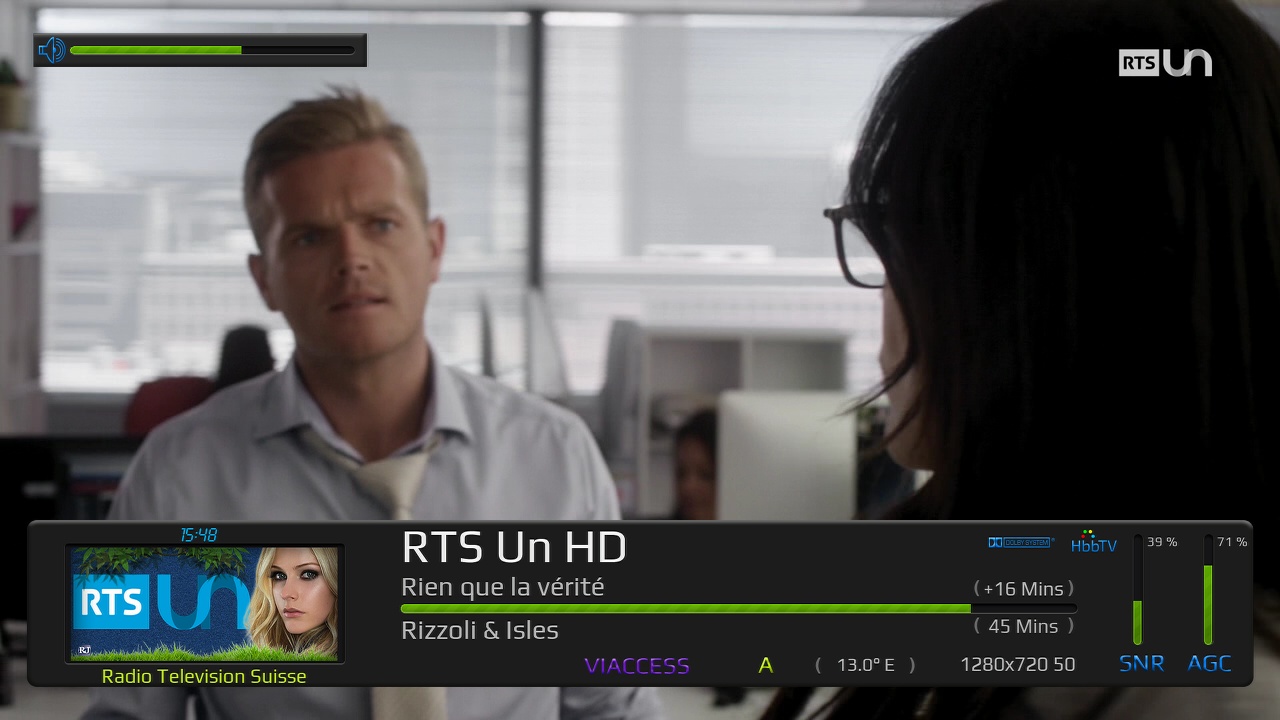 RTS un
15:48
RTS un
RJ
Radio Television Suisse
RTS Un HD
Rien que la vérité
(+16 Mins)
Rizzoli & Isles
( 45 Mins )
VIACCESS
A
( 13.0° E )
1280x720 50
DOLBY SYSTEM
HbbTV
39 %
71 %
SNR
AGC